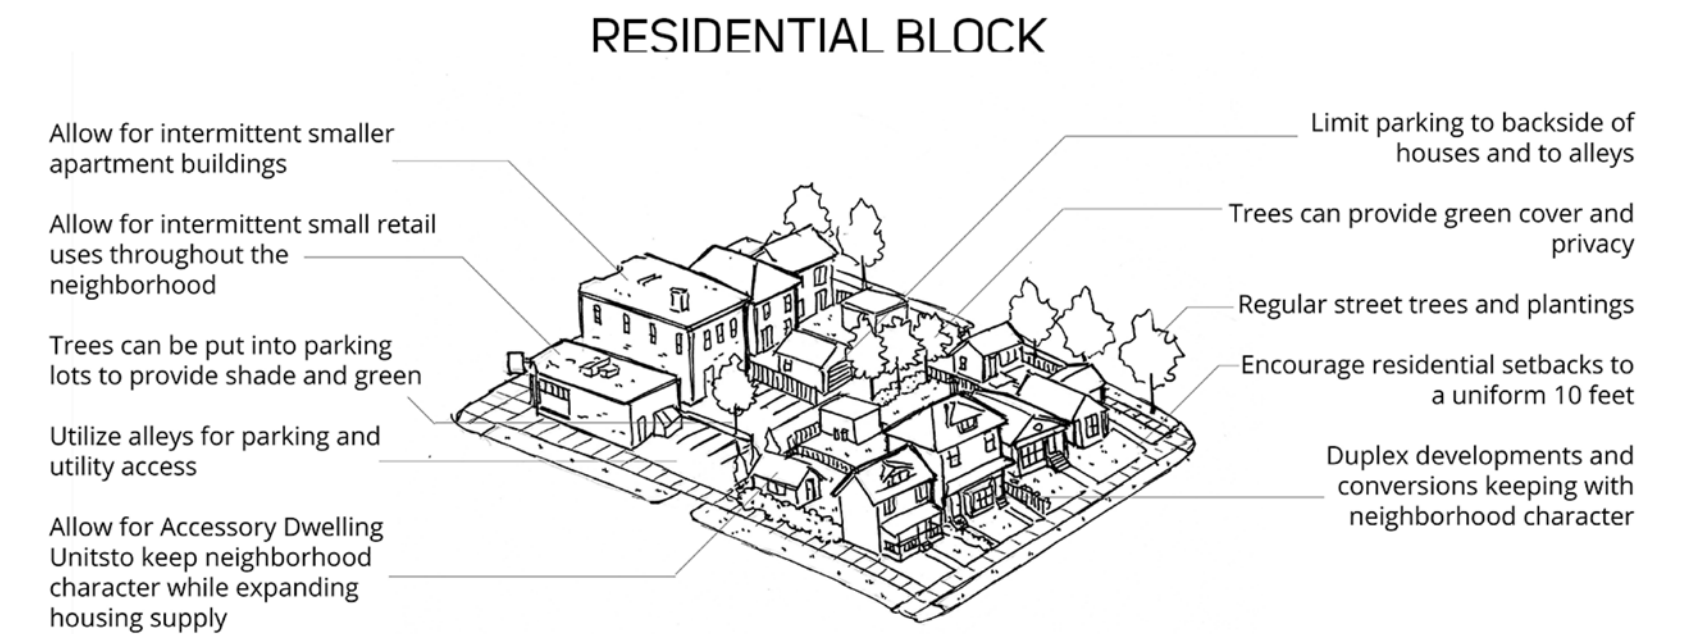 RESIDENTIAL BLOCK
Allow for intermittent smaller
apartment buildings
Allow for intermittent small retail
uses throughout the
neighborhood
Trees can be put into parking
lots to provide shade and green
Utilize alleys for parking and
utility access
Allow for Accessory Dwelling
Unitsto keep neighborhood
character while expanding
housing supply
Limit parking to backside of
houses and to alleys
Trees can provide green cover and
privacy
Regular street trees and plantings
Encourage residential setbacks to
a uniform 10 feet
Duplex developments and
conversions keeping with
neighborhood character